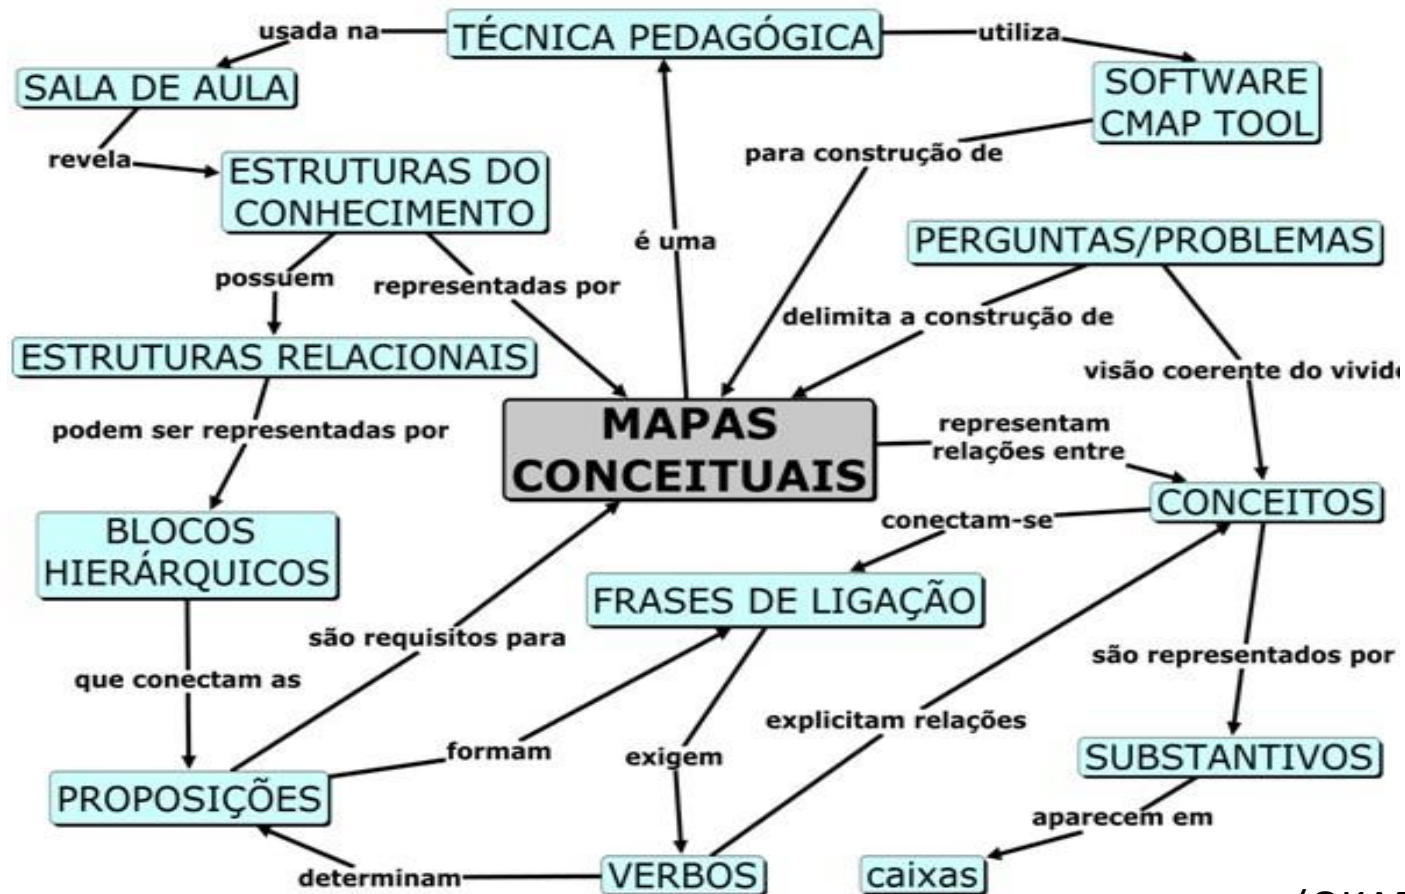 usada na
TÉCNICA PEDAGÓGICA
utiliza
SALA DE AULA
SOFTWARE
CMAP TOOL
revela
para construção de
ESTRUTURAS DO
CONHECIMENTO
é uma
PERGUNTAS/PROBLEMAS
possuem
representadas por
delimita a construção de
ESTRUTURAS RELACIONAIS
visão coerente do vivid
podem ser representadas por
MAPAS
CONCEITUAIS
representam
relações entre
CONCEITOS
BLOCOS
HIERÁRQUICOS
conectam-se
FRASES DE LIGAÇÃO
são requisitos para
são representados por
que conectam as
explicitam relações
formam
exigem
SUBSTANTIVOS
PROPOSIÇÕES
aparecem em
determinam
VERBOS
caixas